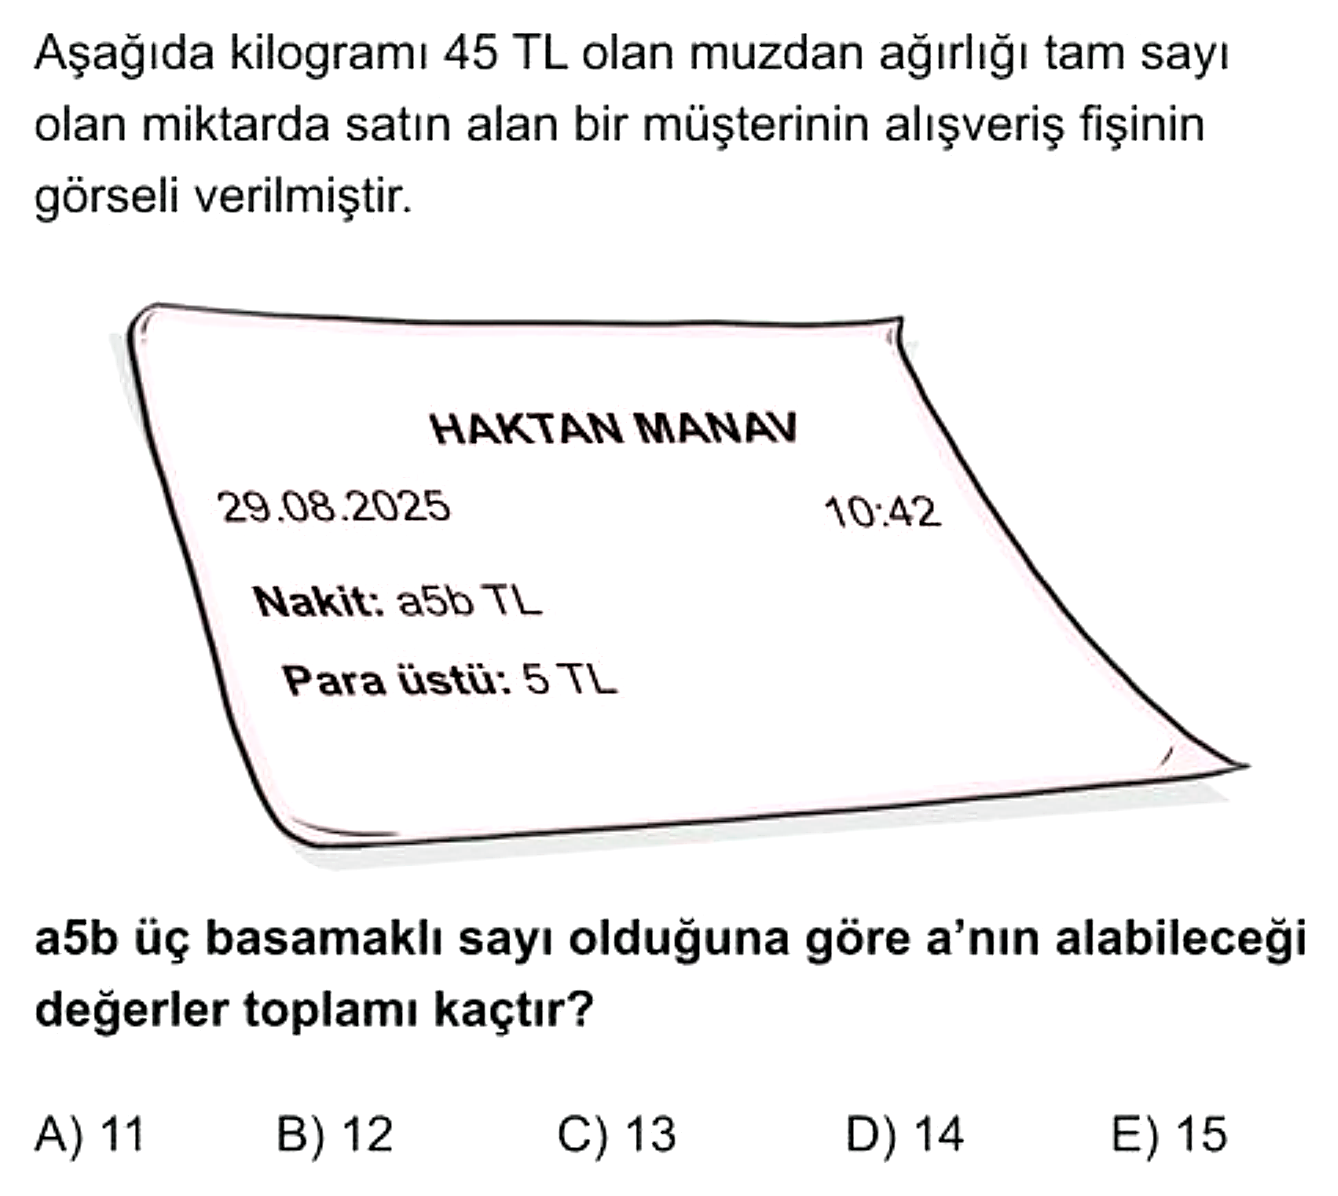 Aşağıda kilogramı 45 TL olan muzdan ağırlığı tam sayı
olan miktarda satın alan bir müşterinin alışveriş fişinin
görseli verilmiştir.
HAKTAN MANAV
29.08.2025 10:42
Nakit: a5b TL
Para üstü: 5 TL
a5b üç basamaklı sayı olduğuna göre a’nın alabileceği
değerler toplamı kaçtır?
A) 11 B) 12 C) 13 D) 14 E) 15